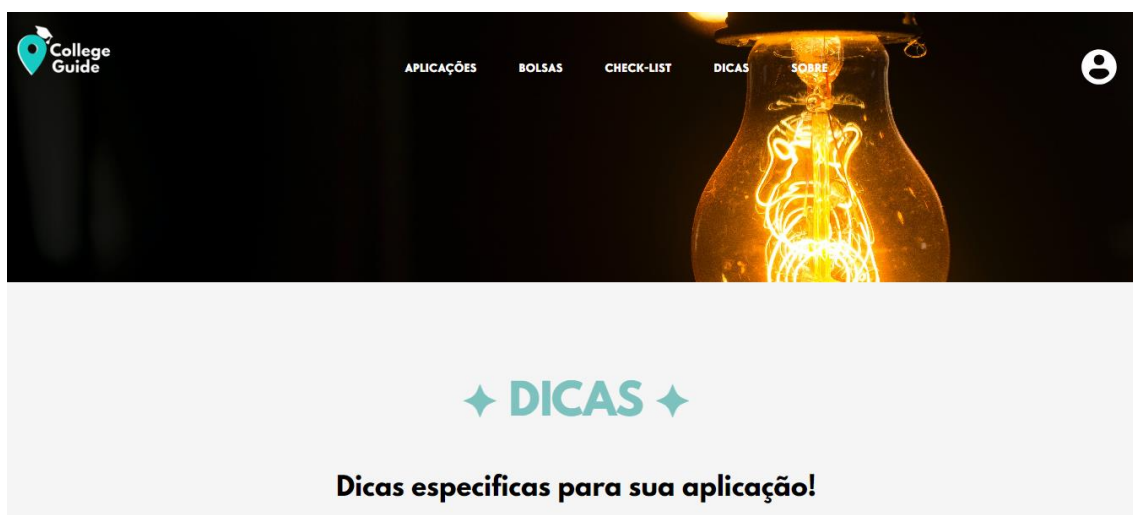 College
Guide
APLICAÇÕES BOLSAS CHECK-LIST DICAS SOBRE
DICAS
Dicas especificas para sua aplicação!